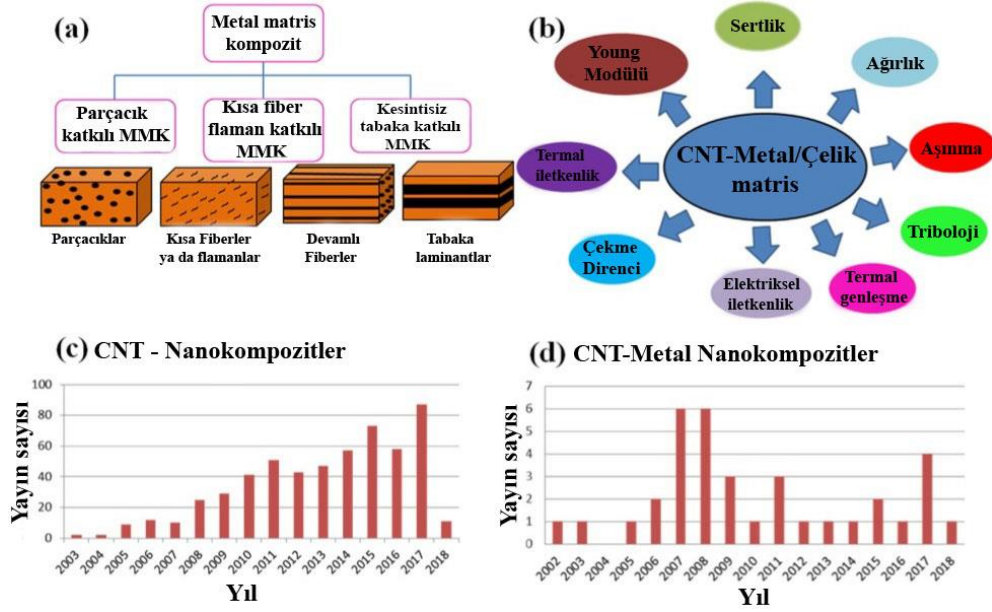 (a)
Metal matris
kompozit
Parçacık
katkılı MMK
Kısa fiber
flaman katkılı
MMK
Kesintisiz
tabaka katkılı
MMK
Parçacıklar
Kısa Fiberler
ya da flamanlar
Devamlı
Fiberler
Tabaka
laminantlar
(b)
Sertlik
Young
Modülü
Ağırlık
Termal
iletkenlik
CNT-Metal/Çelik
matris
Aşınma
Triboloji
Çekme
Direnci
Elektriksel
iletkenlik
Termal
genleşme
(c) CNT - Nanokompozitler
Yayın sayısı
100
80
60
40
20
0
2003
2004
2005
2006
2007
2008
2009
2010
2011
2012
2013
2014
2015
2016
2017
2018
Yıl
(d) CNT-Metal Nanokompozitler
Yayın sayısı
7
6
5
4
3
2
1
0
2002
2003
2004
2005
2006
2007
2008
2009
2010
2011
2012
2013
2014
2015
2016
2017
2018
Yıl